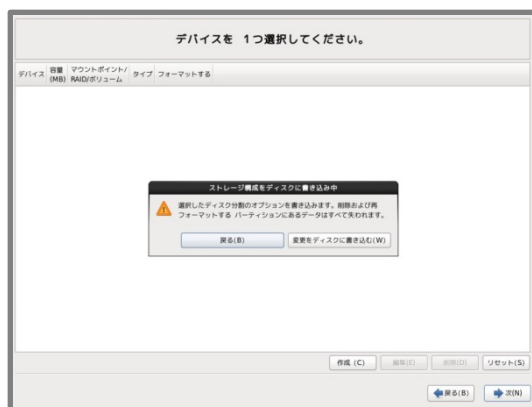 デバイスを 1つ選択してください。
デバイス 容量 (MB) マウントポイント/ RAID/ボリューム タイプ フォーマットする
ストレージ構成をディスクに書き込み中
選択したディスク分割のオプションを書き込みます。削除および再
フォーマットする パーティションにあるデータはすべて失われます。
戻る(B) 変更をディスクに書き込む(W)
作成 (C) 編集(E) 削除(D) リセット(S)
戻る(B) 次(N)